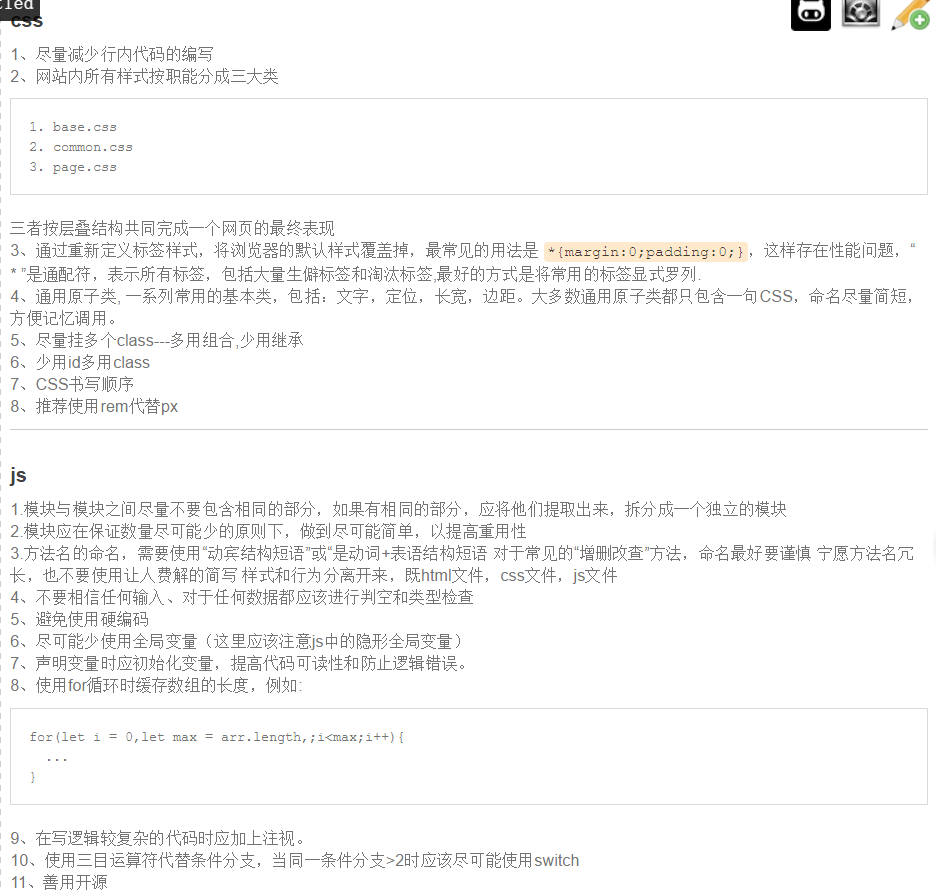 css
1、尽量减少行内代码的编写
2、网站内所有样式按职能分成三大类
1. base.css
2. common.css
3. page.css
三者按层叠结构共同完成一个网页的最终表现
3、通过重新定义标签样式，将浏览器的默认样式覆盖掉，最常见的用法是 *{margin:0;padding:0;}，这样存在性能问题，“
* ”是通配符，表示所有标签，包括大量生僻标签和淘汰标签,最好的方式是将常用的标签显式罗列.
4、通用原子类, 一系列常用的基本类，包括：文字，定位，长宽，边距。大多数通用原子类都只包含一句CSS，命名尽量简短，
方便记忆调用。
5、尽量挂多个class---多用组合,少用继承
6、少用id多用class
7、CSS书写顺序
8、推荐使用rem代替px
js
1.模块与模块之间尽量不要包含相同的部分，如果有相同的部分，应将他们提取出来，拆分成一个独立的模块
2.模块应在保证数量尽可能少的原则下，做到尽可能简单，以提高重用性
3.方法名的命名，需要使用“动宾结构短语”或“是动词+表语结构短语 对于常见的“增删改查”方法，命名最好要谨慎 宁愿方法名冗
长，也不要使用让人费解的简写 样式和行为分离开来，既html文件，css文件，js文件
4、不要相信任何输入、对于任何数据都应该进行判空和类型检查
5、避免使用硬编码
6、尽可能少使用全局变量（这里应该注意js中的隐形全局变量）
7、声明变量时应初始化变量，提高代码可读性和防止逻辑错误。
8、使用for循环时缓存数组的长度，例如:
for(let i = 0,let max = arr.length,;i<max;i++){
...
}
9、在写逻辑较复杂的代码时应加上注视。
10、使用三目运算符代替条件分支，当同一条件分支>2时应该尽可能使用switch
11、善用开源